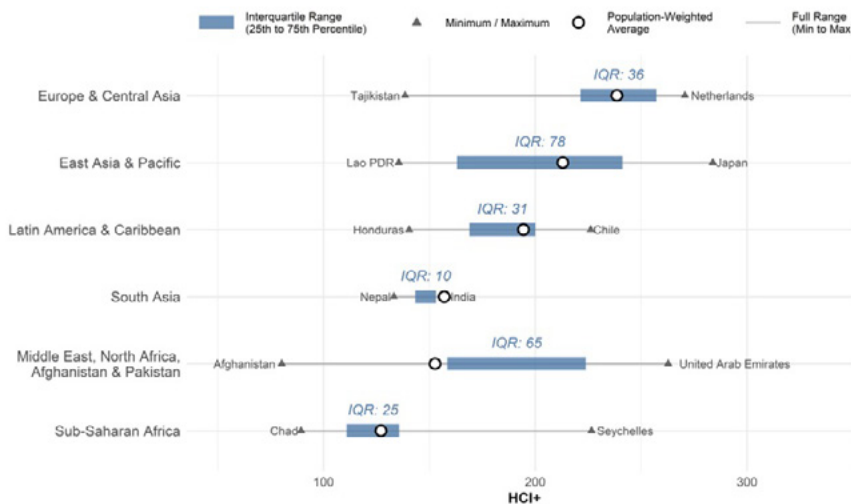 Interquartile Range
(25th to 75th Percentile)
Minimum / Maximum
Population-Weighted
Average
Full Range
(Min to Max
IQR: 36
Europe & Central Asia
Tajikistan
Netherlands
IQR: 78
East Asia & Pacific
Lao PDR
Japan
IQR: 31
Latin America & Caribbean
Honduras
Chile
IQR: 10
South Asia
Nepal
India
IQR: 65
Middle East, North Africa,
Afghanistan & Pakistan
Afghanistan
United Arab Emirates
IQR: 25
Sub-Saharan Africa
Chad
Seychelles
100
200
300
HCI+